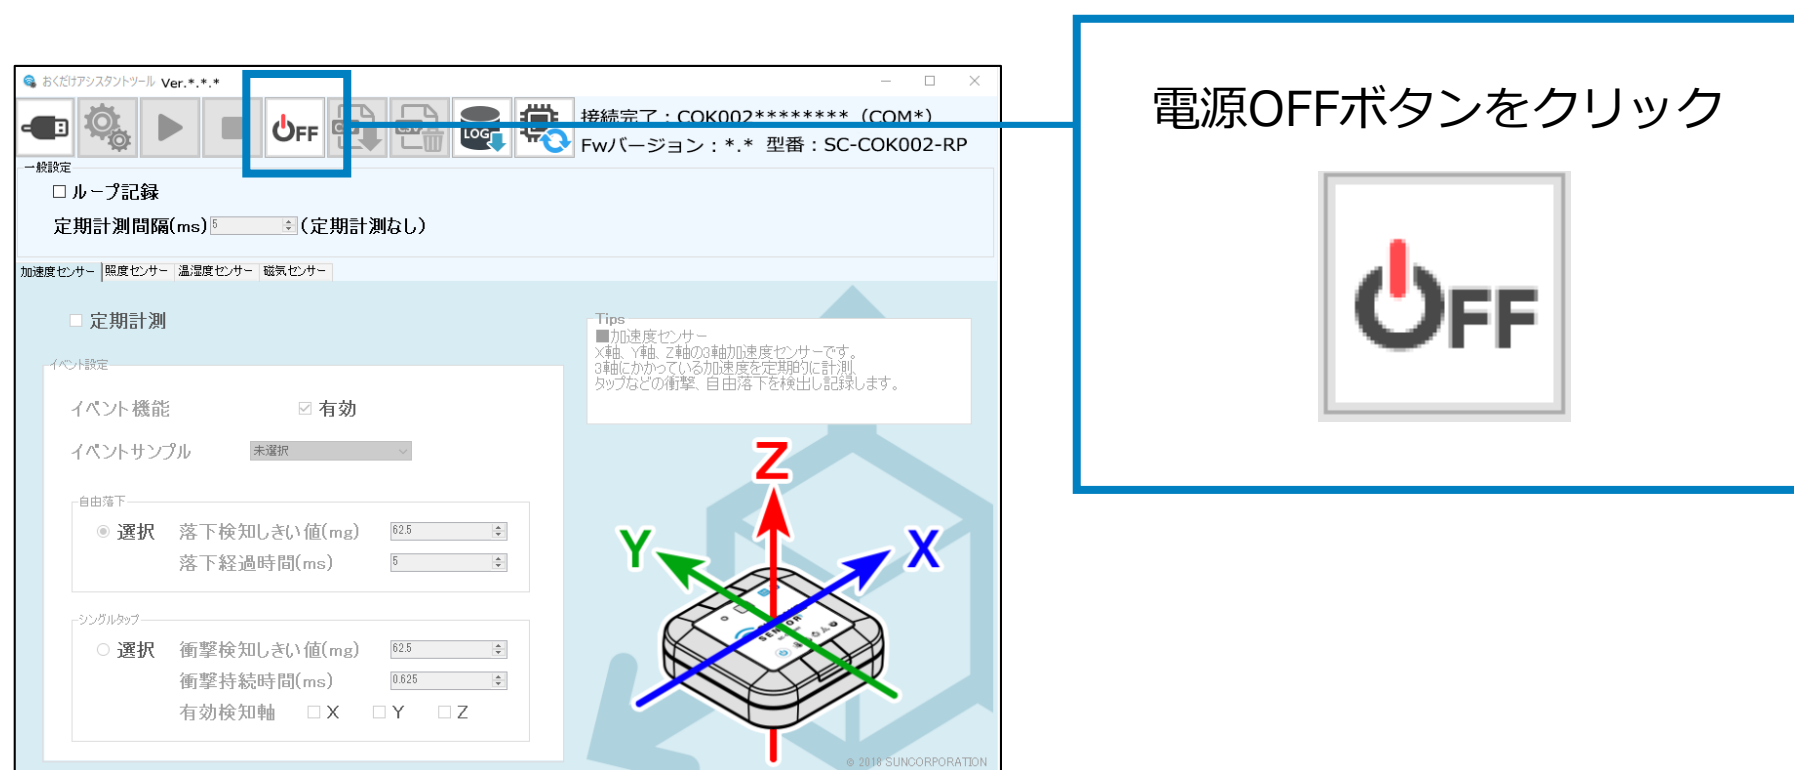 おくだけアシスタントツール Ver.*.*.*
OFF
LOG
接続完了：COK002********（COM*）
Fwバージョン：*.* 型番：SC-COK002-RP
一般設定
ループ記録
定期計測間隔(ms) 5 (定期計測なし)
加速度センサー 照度センサー 温湿度センサー 磁気センサー
定期計測
イベント設定
イベント機能 有効
イベントサンプル 未選択
自由落下
選択 落下検知しきい値(mg) 62.5
落下経過時間(ms) 5
シングルタップ
選択 衝撃検知しきい値(mg) 62.5
衝撃持続時間(ms) 0.625
有効検知軸 X Y Z
Tips
■加速度センサー
X軸、Y軸、Z軸の3軸加速度センサーです。
3軸にかかっている加速度を定期的に計測、
タップなどの衝撃、自由落下を検出し記録します。
Z
Y
X
© 2018 SUNCORPORATION
電源OFFボタンをクリック
OFF